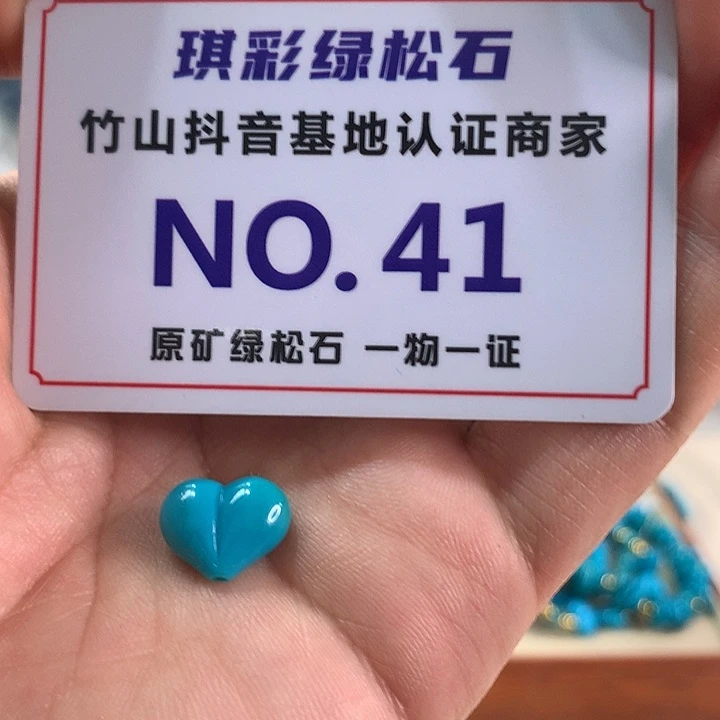 琪彩绿松石
竹山抖音基地认证商家
NO.41
原矿绿松石 一物一证